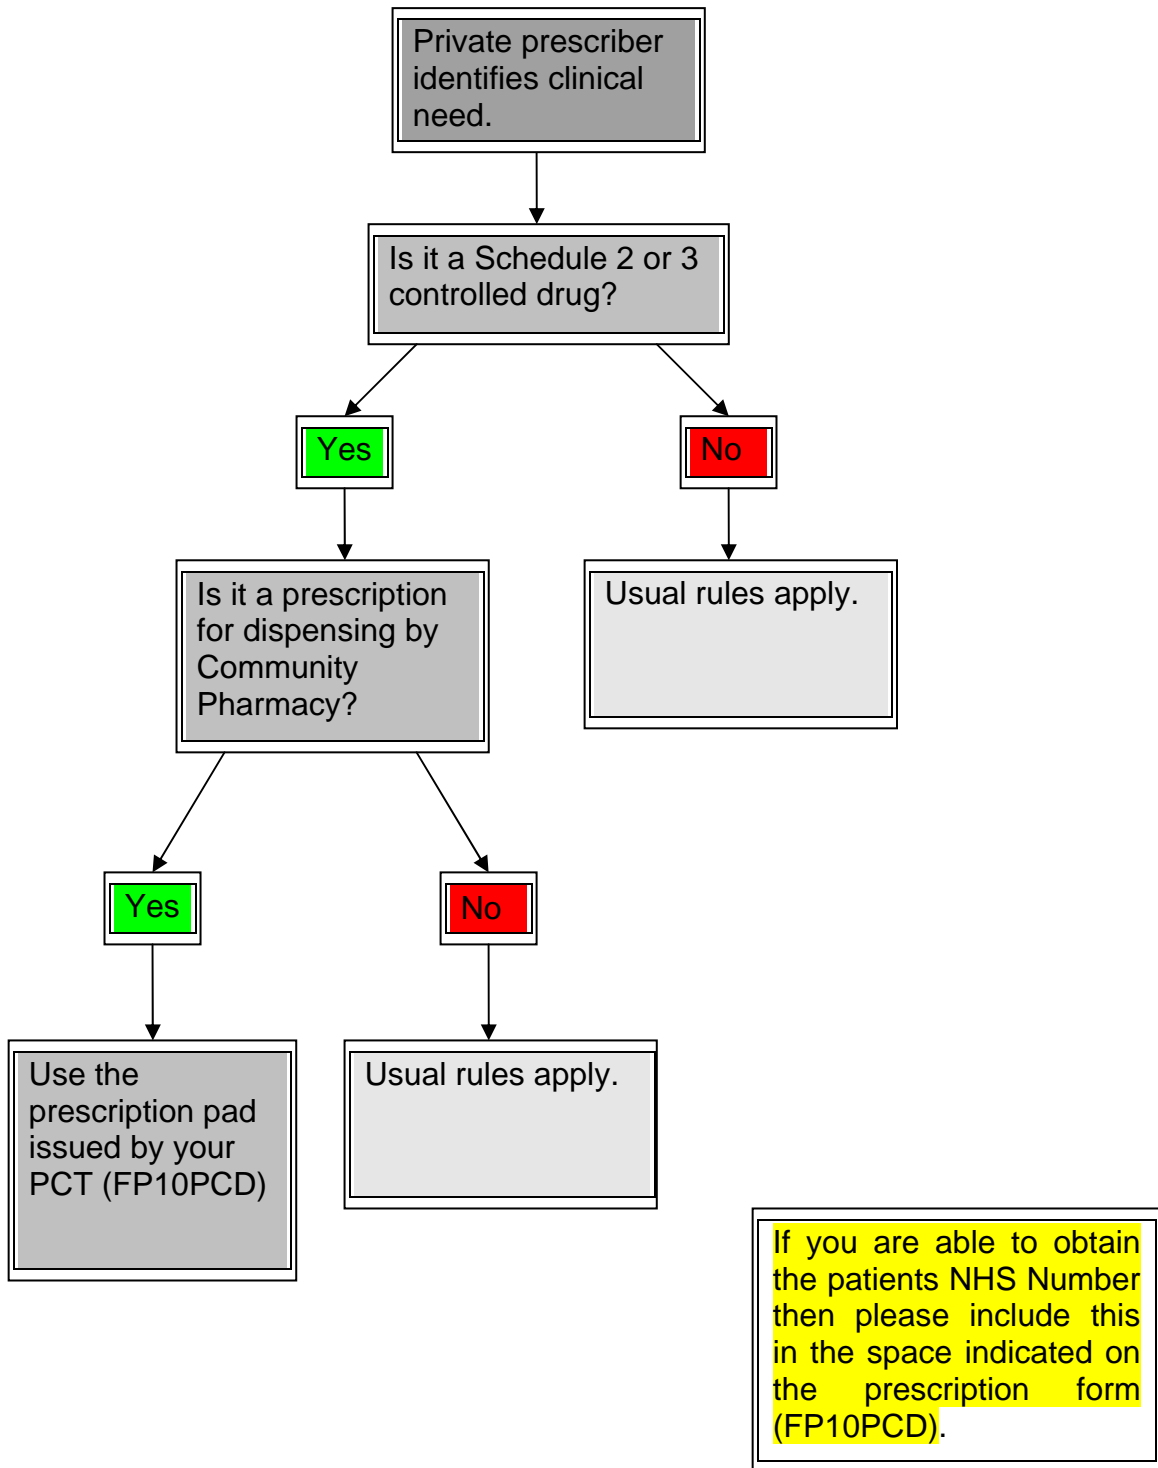 Private prescriber
identifies clinical
need.
Is it a Schedule 2 or 3
controlled drug?
Yes
No
Is it a prescription
for dispensing by
Community
Pharmacy?
Usual rules apply.
Yes
No
Use the
prescription pad
issued by your
PCT (FP10PCD)
Usual rules apply.
If you are able to obtain
the patients NHS Number
then please include this
in the space indicated on
the prescription form
(FP10PCD).